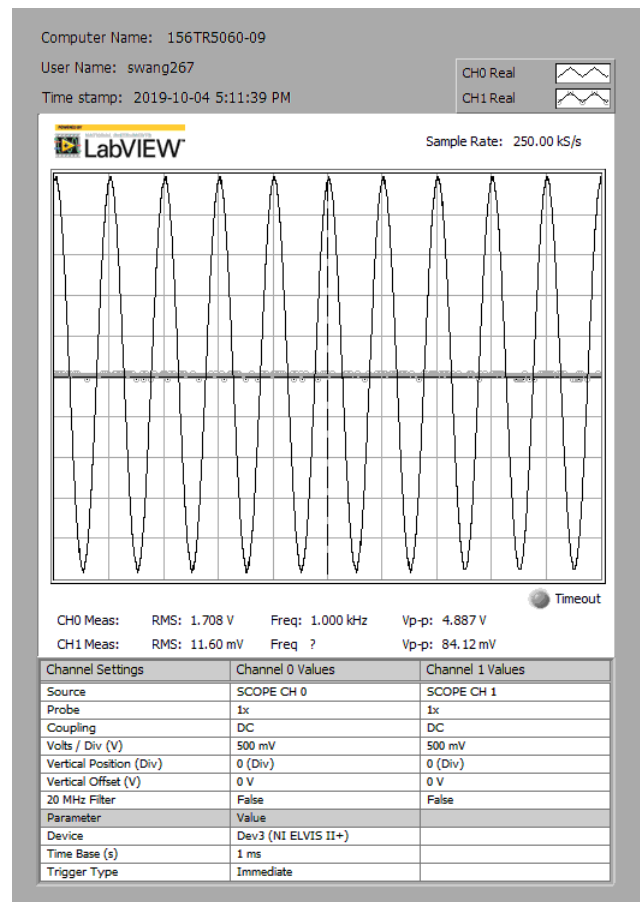 Computer Name: 156TR5060-09
User Name: swang267
Time stamp: 2019-10-04 5:11:39 PM
CH0 Real
CH1 Real
POWERED BY
NATIONAL INSTRUMENTS
LabVIEW
Sample Rate: 250.00 kS/s
Timeout
CH0 Meas: RMS: 1.708 V Freq: 1.000 kHz Vp-p: 4.887 V
CH1 Meas: RMS: 11.60 mV Freq ? Vp-p: 84.12 mV
Channel Settings Channel 0 Values Channel 1 Values
Source SCOPE CH 0 SCOPE CH 1
Probe 1x 1x
Coupling DC DC
Volts / Div (V) 500 mV 500 mV
Vertical Position (Div) 0 (Div) 0 (Div)
Vertical Offset (V) 0 V 0 V
20 MHz Filter False False
Parameter Value
Device Dev3 (NI ELVIS II+)
Time Base (s) 1 ms
Trigger Type Immediate